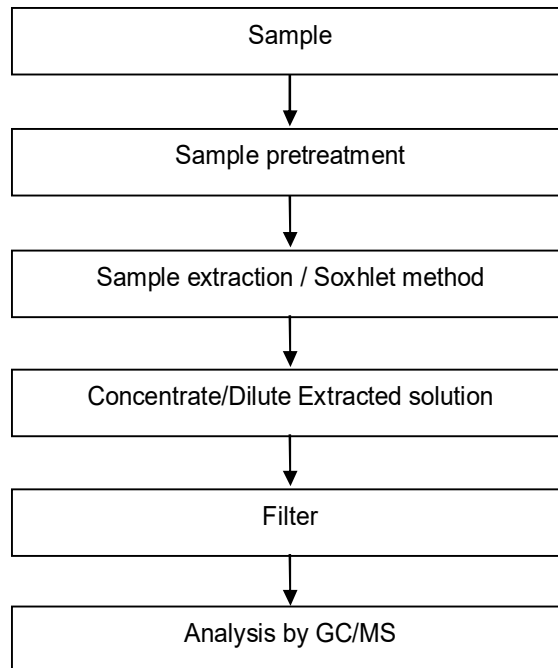 Sample
Sample pretreatment
Sample extraction / Soxhlet method
Concentrate/Dilute Extracted solution
Filter
Analysis by GC/MS